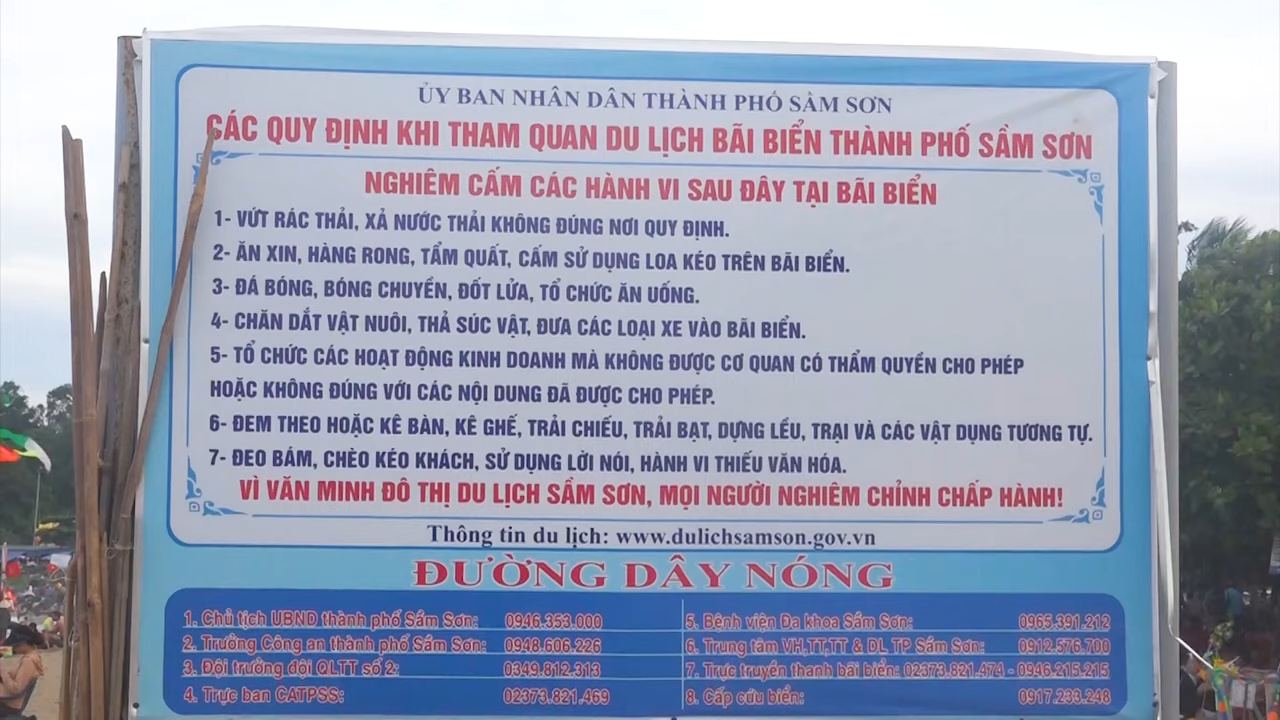 ỦY BAN NHÂN DÂN THÀNH PHỐ SẦM SƠN
CÁC QUY ĐỊNH KHI THAM QUAN DU LỊCH BÃI BIỂN THÀNH PHỐ SẦM SƠN
NGHIÊM CẤM CÁC HÀNH VI SAU ĐÂY TẠI BÃI BIỂN
1- VỨT RÁC THẢI, XẢ NƯỚC THẢI KHÔNG ĐÚNG NƠI QUY ĐỊNH.
2- ĂN XIN, HÀNG RONG, TẨM QUẤT, CẤM SỬ DỤNG LOA KÉO TRÊN BÃI BIỂN.
3- ĐÁ BÓNG, BÓNG CHUYỀN, ĐỐT LỬA, TỔ CHỨC ĂN UỐNG.
4- CHĂN DẮT VẬT NUÔI, THẢ SÚC VẬT, ĐƯA CÁC LOẠI XE VÀO BÃI BIỂN.
5- TỔ CHỨC CÁC HOẠT ĐỘNG KINH DOANH MÀ KHÔNG ĐƯỢC CƠ QUAN CÓ THẨM QUYỀN CHO PHÉP
HOẶC KHÔNG ĐÚNG VỚI CÁC NỘI DUNG ĐÃ ĐƯỢC CHO PHÉP.
6- ĐEM THEO HOẶC KÊ BÀN, KÊ GHẾ, TRẢI CHIẾU, TRẢI BẠT, DỰNG LỀU, TRẠI VÀ CÁC VẬT DỤNG TƯƠNG TỰ.
7- ĐEO BÁM, CHÈO KÉO KHÁCH, SỬ DỤNG LỜI NÓI, HÀNH VI THIẾU VĂN HÓA.
VÌ VĂN MINH ĐÔ THỊ DU LỊCH SẦM SƠN, MỌI NGƯỜI NGHIÊM CHỈNH CHẤP HÀNH!
Thông tin du lịch: www.dulichsamson.gov.vn
ĐƯỜNG DÂY NÓNG
1. Chủ tịch UBND thành phố Sầm Sơn: 0946.353.000
2. Trưởng Công an thành phố Sầm Sơn: 0948.606.226
3. Đội trưởng đội QLTT số 2: 0349.812.313
4. Trực ban CATPSS: 02373.821.469
5. Bệnh viện Đa khoa Sầm Sơn: 0965.391.212
6. Trung tâm VH,TT,TT & DL TP Sầm Sơn: 0912.576.700
7. Trực truyền thanh bãi biển: 02373.821.474 - 0946.215.215
8. Cấp cứu biển: 0917.233.248